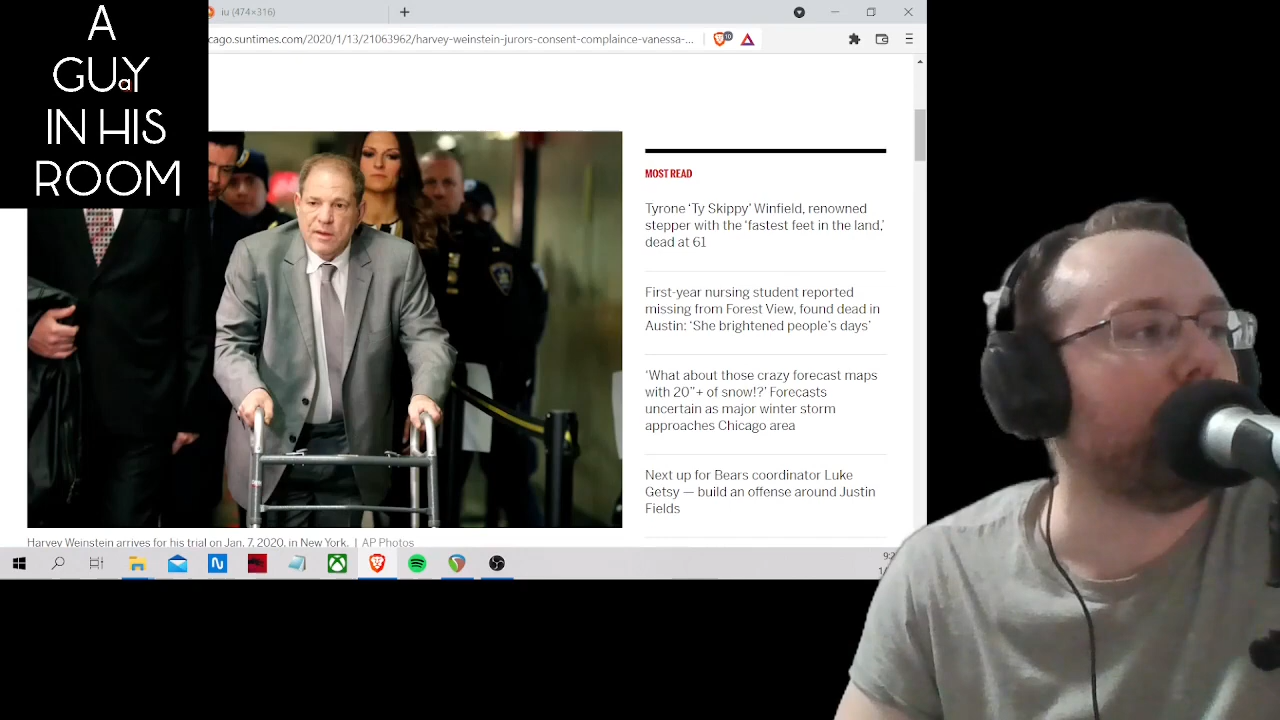 A
GUY
a
IN HIS
ROOM
iu (474×316)
cago.suntimes.com/2020/1/13/21063962/harvey-weinstein-jurors-consent-complaince-vanessa-...
10
MOST READ
Tyrone ‘Ty Skippy’ Winfield, renowned
stepper with the ‘fastest feet in the land,’
dead at 61
First-year nursing student reported
missing from Forest View, found dead in
Austin: ‘She brightened people’s days’
‘What about those crazy forecast maps
with 20”+ of snow!?’ Forecasts
uncertain as major winter storm
approaches Chicago area
Next up for Bears coordinator Luke
Getsy — build an offense around Justin
Fields
Harvey Weinstein arrives for his trial on Jan. 7, 2020, in New York. | AP Photos